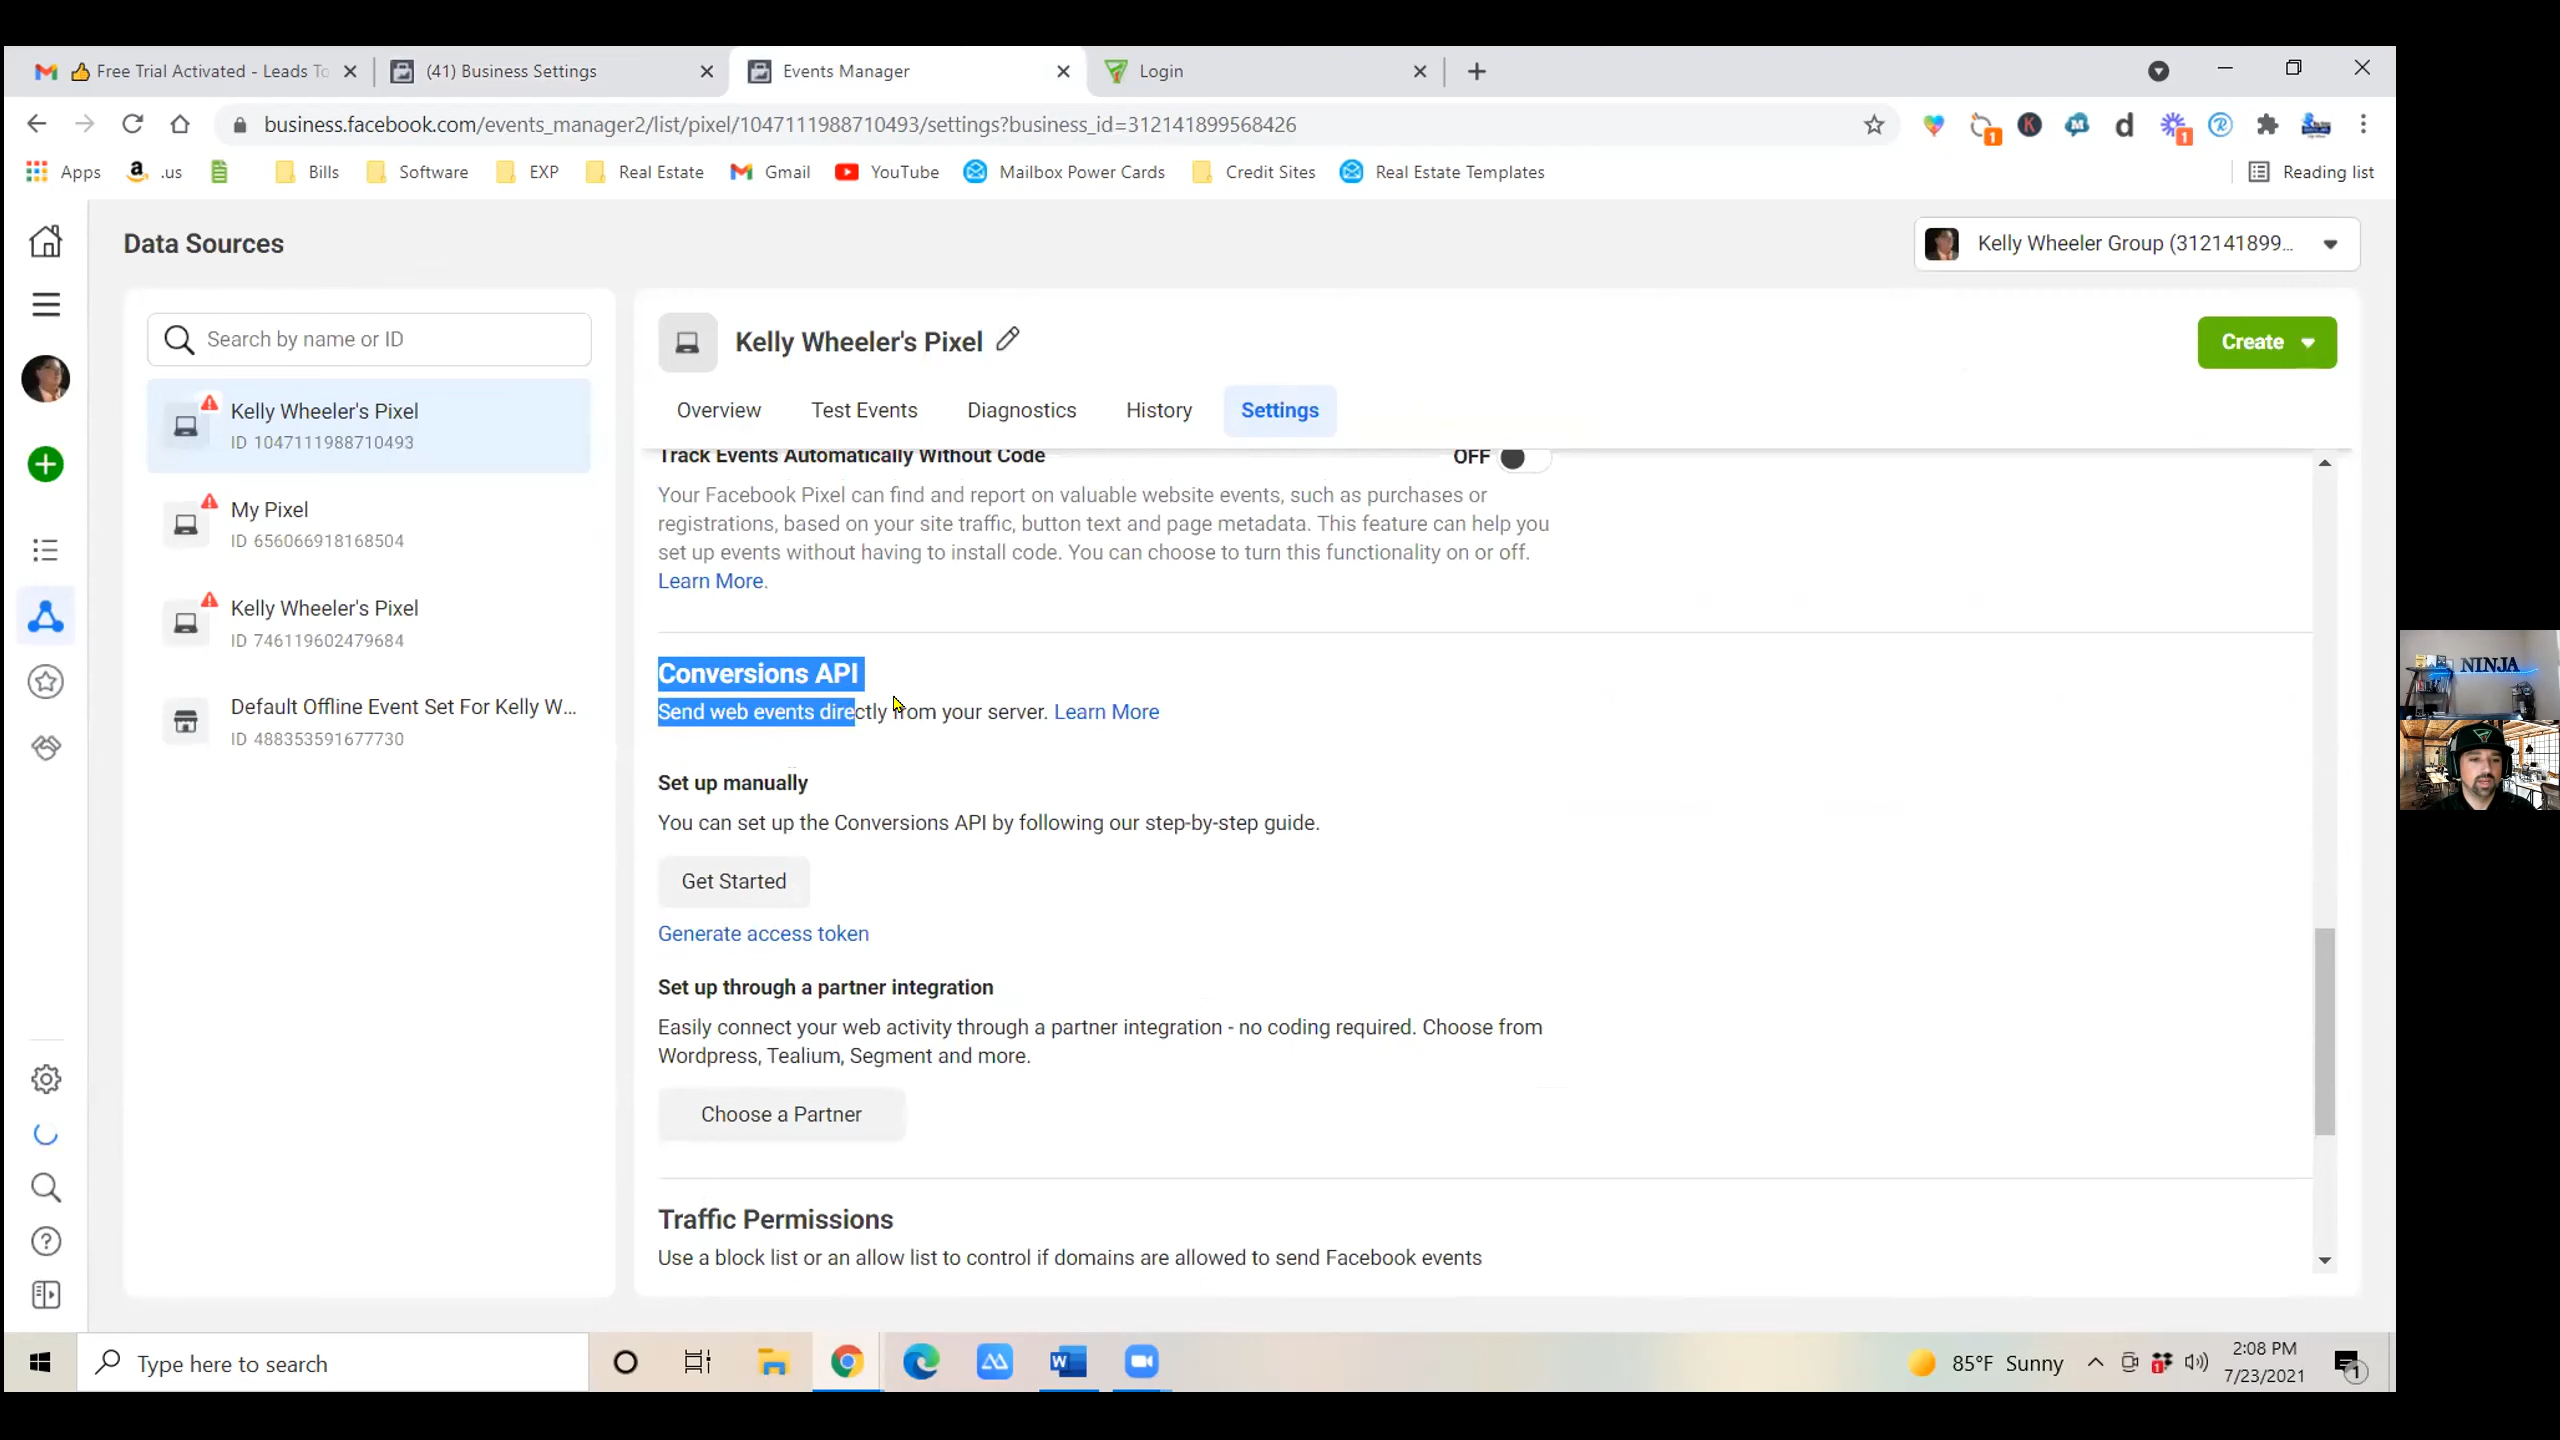 Free Trial Activated - Leads To
(41) Business Settings
Events Manager
Login
business.facebook.com/events_manager2/list/pixel/1047111988710493/settings?business_id=312141899568426
1
K
M
d
1
R
Apps
a
.us
Bills
Software
EXP
Real Estate
Gmail
YouTube
Mailbox Power Cards
Credit Sites
Real Estate Templates
Reading list
Data Sources
Kelly Wheeler Group (312141899...
Search by name or ID
Kelly Wheeler's Pixel
ID 1047111988710493
My Pixel
ID 656066918168504
Kelly Wheeler's Pixel
ID 746119602479684
Default Offline Event Set For Kelly W...
ID 488353591677730
Kelly Wheeler's Pixel
Create
Overview
Test Events
Diagnostics
History
Settings
Track Events Automatically Without Code
OFF
Your Facebook Pixel can find and report on valuable website events, such as purchases or
registrations, based on your site traffic, button text and page metadata. This feature can help you
set up events without having to install code. You can choose to turn this functionality on or off.
Learn More.
Conversions API
Send web events directly from your server. Learn More
Set up manually
You can set up the Conversions API by following our step-by-step guide.
Get Started
Generate access token
Set up through a partner integration
Easily connect your web activity through a partner integration - no coding required. Choose from
Wordpress, Tealium, Segment and more.
Choose a Partner
Traffic Permissions
Use a block list or an allow list to control if domains are allowed to send Facebook events
NINJA
Type here to search
W
85°F Sunny
2:08 PM
7/23/2021
1